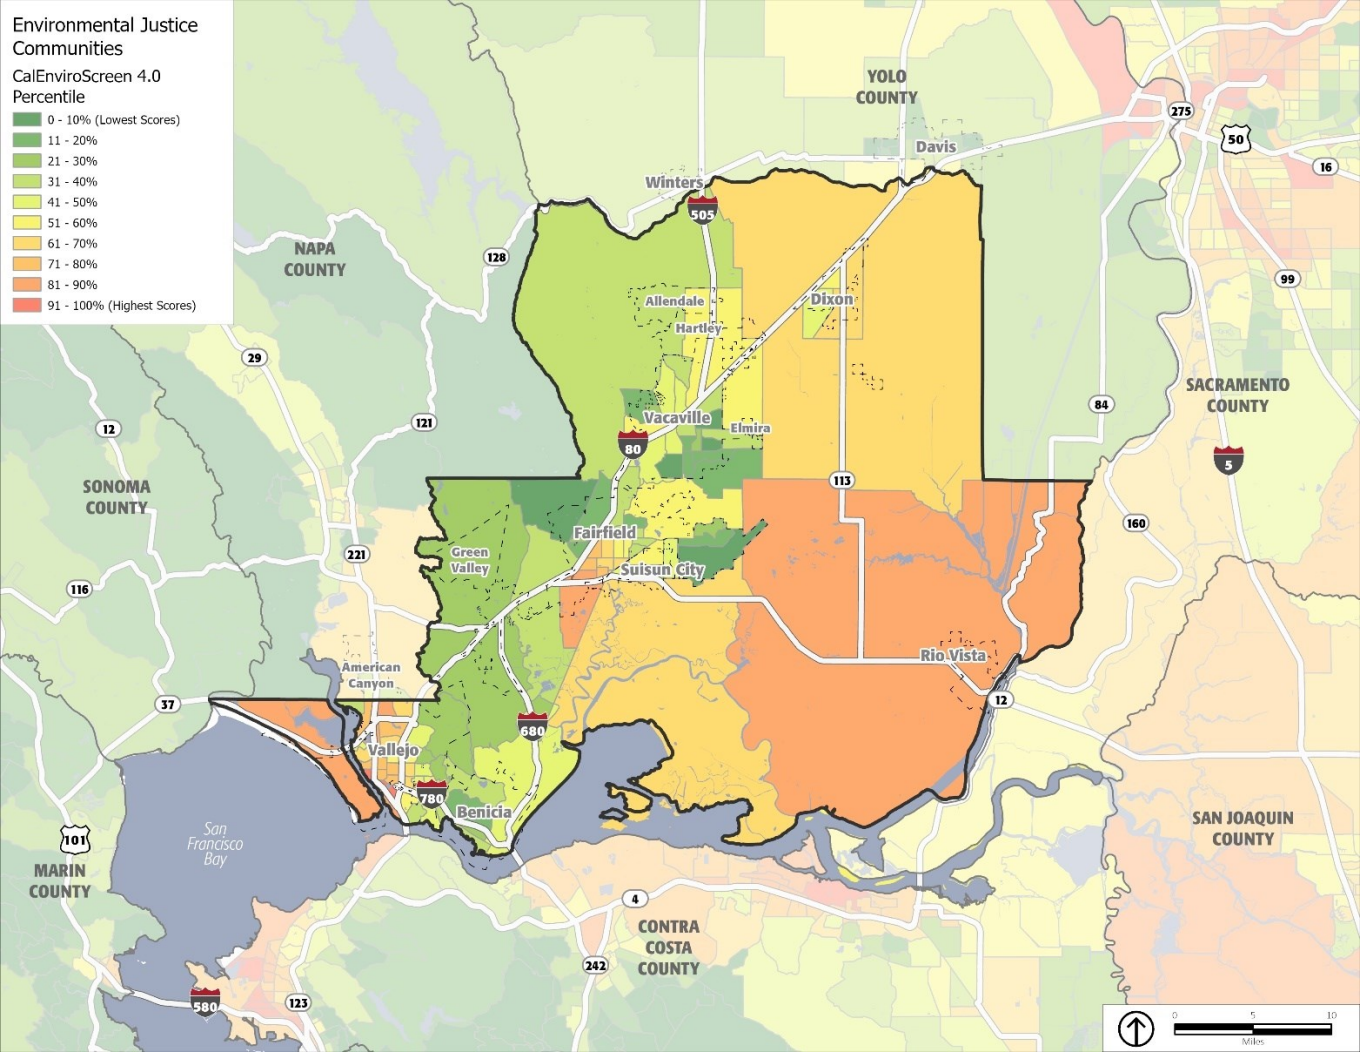 Environmental Justice
Communities
CalEnviroScreen 4.0
Percentile
0 - 10% (Lowest Scores)
11 - 20%
21 - 30%
31 - 40%
41 - 50%
51 - 60%
61 - 70%
71 - 80%
81 - 90%
91 - 100% (Highest Scores)
YOLO
COUNTY
275
50
Davis
16
Winters
505
NAPA
COUNTY
128
99
Allendale
Dixon
Hartley
29
SACRAMENTO
COUNTY
84
121
Vacaville
12
Elmira
80
5
113
SONOMA
COUNTY
160
Fairfield
221
Green
Valley
Suisun City
116
Rio Vista
American
Canyon
37
12
680
Vallejo
780
Benicia
San
Francisco
Bay
101
SAN JOAQUIN
COUNTY
MARIN
COUNTY
4
CONTRA
COSTA
COUNTY
242
580
123
0 5 10
Miles